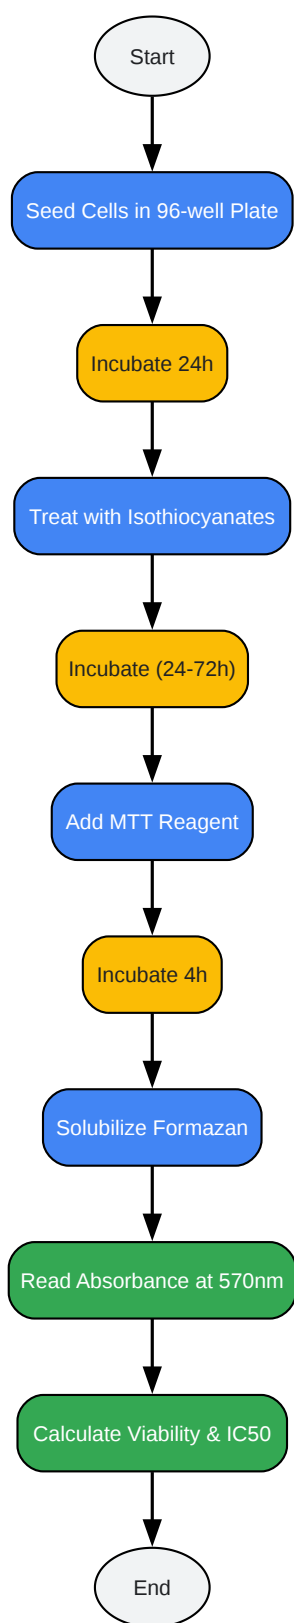 Start
Seed Cells in 96-well Plate
Incubate 24h
Treat with Isothiocyanates
Incubate (24-72h)
Add MTT Reagent
Incubate 4h
Solubilize Formazan
Read Absorbance at 570nm
Calculate Viability & IC50
End